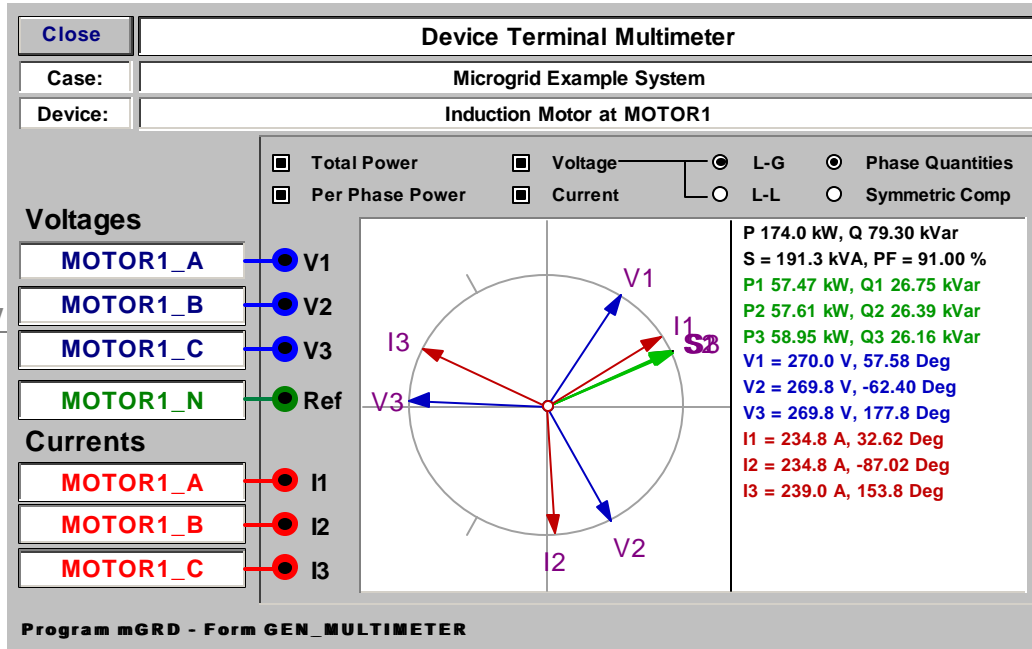 Close
Device Terminal Multimeter
Case:
Microgrid Example System
Device:
Induction Motor at MOTOR1
Total Power
Voltage
L-G
Phase Quantities
Per Phase Power
Current
L-L
Symmetric Comp
Voltages
MOTOR1_A
V1
MOTOR1_B
V2
MOTOR1_C
V3
MOTOR1_N
Ref
Currents
MOTOR1_A
I1
MOTOR1_B
I2
MOTOR1_C
I3
V1
I1
I3
V3
V2
I2
P 174.0 kW, Q 79.30 kVar
S = 191.3 kVA, PF = 91.00 %
P1 57.47 kW, Q1 26.75 kVar
P2 57.61 kW, Q2 26.39 kVar
P3 58.95 kW, Q3 26.16 kVar
V1 = 270.0 V, 57.58 Deg
V2 = 269.8 V, -62.40 Deg
V3 = 269.8 V, 177.8 Deg
I1 = 234.8 A, 32.62 Deg
I2 = 234.8 A, -87.02 Deg
I3 = 239.0 A, 153.8 Deg
Program mGRD - Form GEN_MULTIMETER